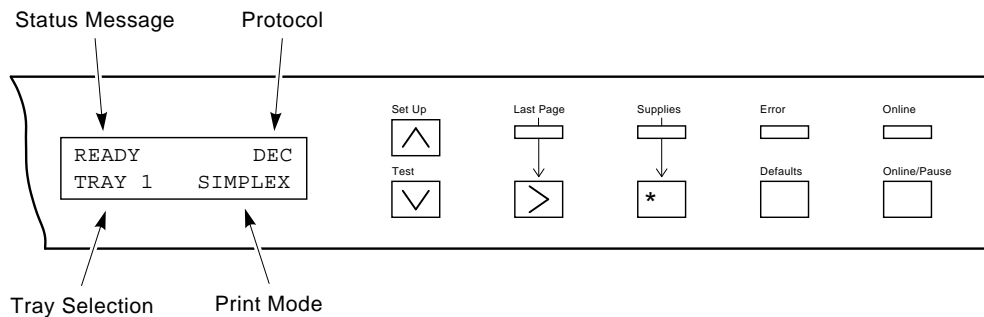 Status Message Protocol
Set Up Last Page Supplies Error Online
READY DEC
TRAY 1 SIMPLEX
Test Defaults Online/Pause
*
Tray Selection Print Mode